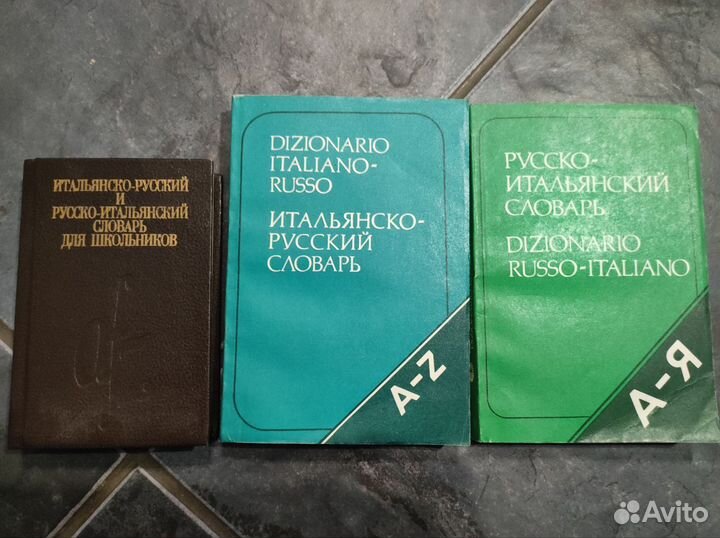 ИТАЛЬЯНСКО-РУССКИЙ
И
РУССКО-ИТАЛЬЯНСКИЙ
СЛОВАРЬ
ДЛЯ ШКОЛЬНИКОВ
DIZIONARIO
ITALIANO-
RUSSO
ИТАЛЬЯНСКО-
РУССКИЙ
СЛОВАРЬ
A-Z
РУССКО-
ИТАЛЬЯНСКИЙ
СЛОВАРЬ
DIZIONARIO
RUSSO-ITALIANO
А-Я
Avito